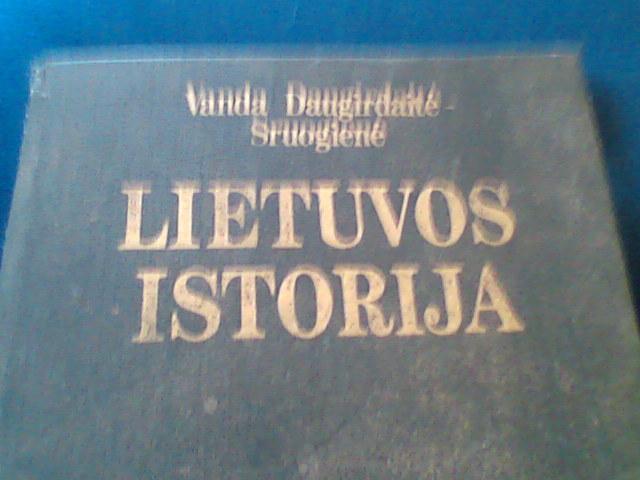 Vanda Daugirdaitė-
Sruogienė
LIETUVOS
ISTORIJA